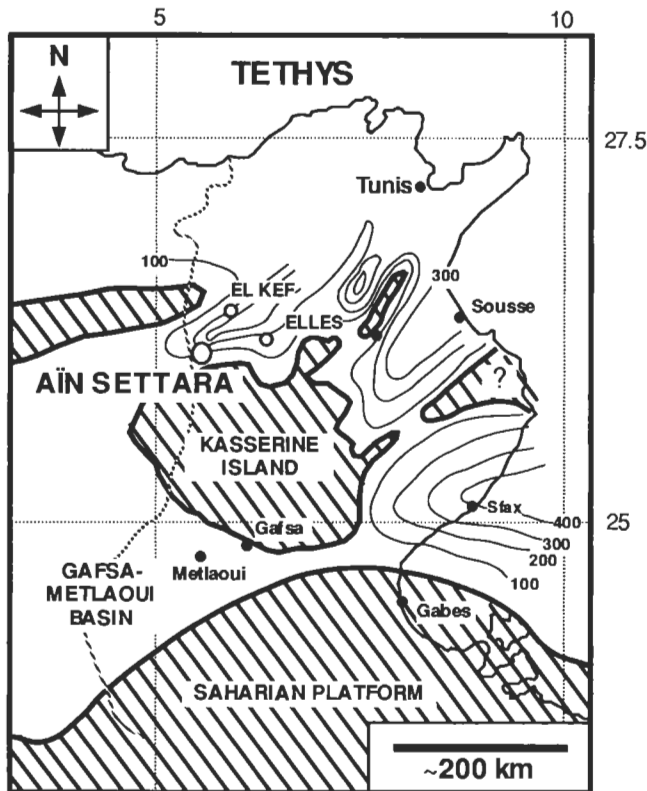 5
10
N
TETHYS
27.5
Tunis
100
300
EL KEF
Sousse
ELLES
?
AÏN SETTARA
KASSERINE
ISLAND
Sfax
25
400
Gafsa
300
Metlaoui
200
GAFSA-
METLAOUI
BASIN
100
Gabes
SAHARIAN PLATFORM
~200 km